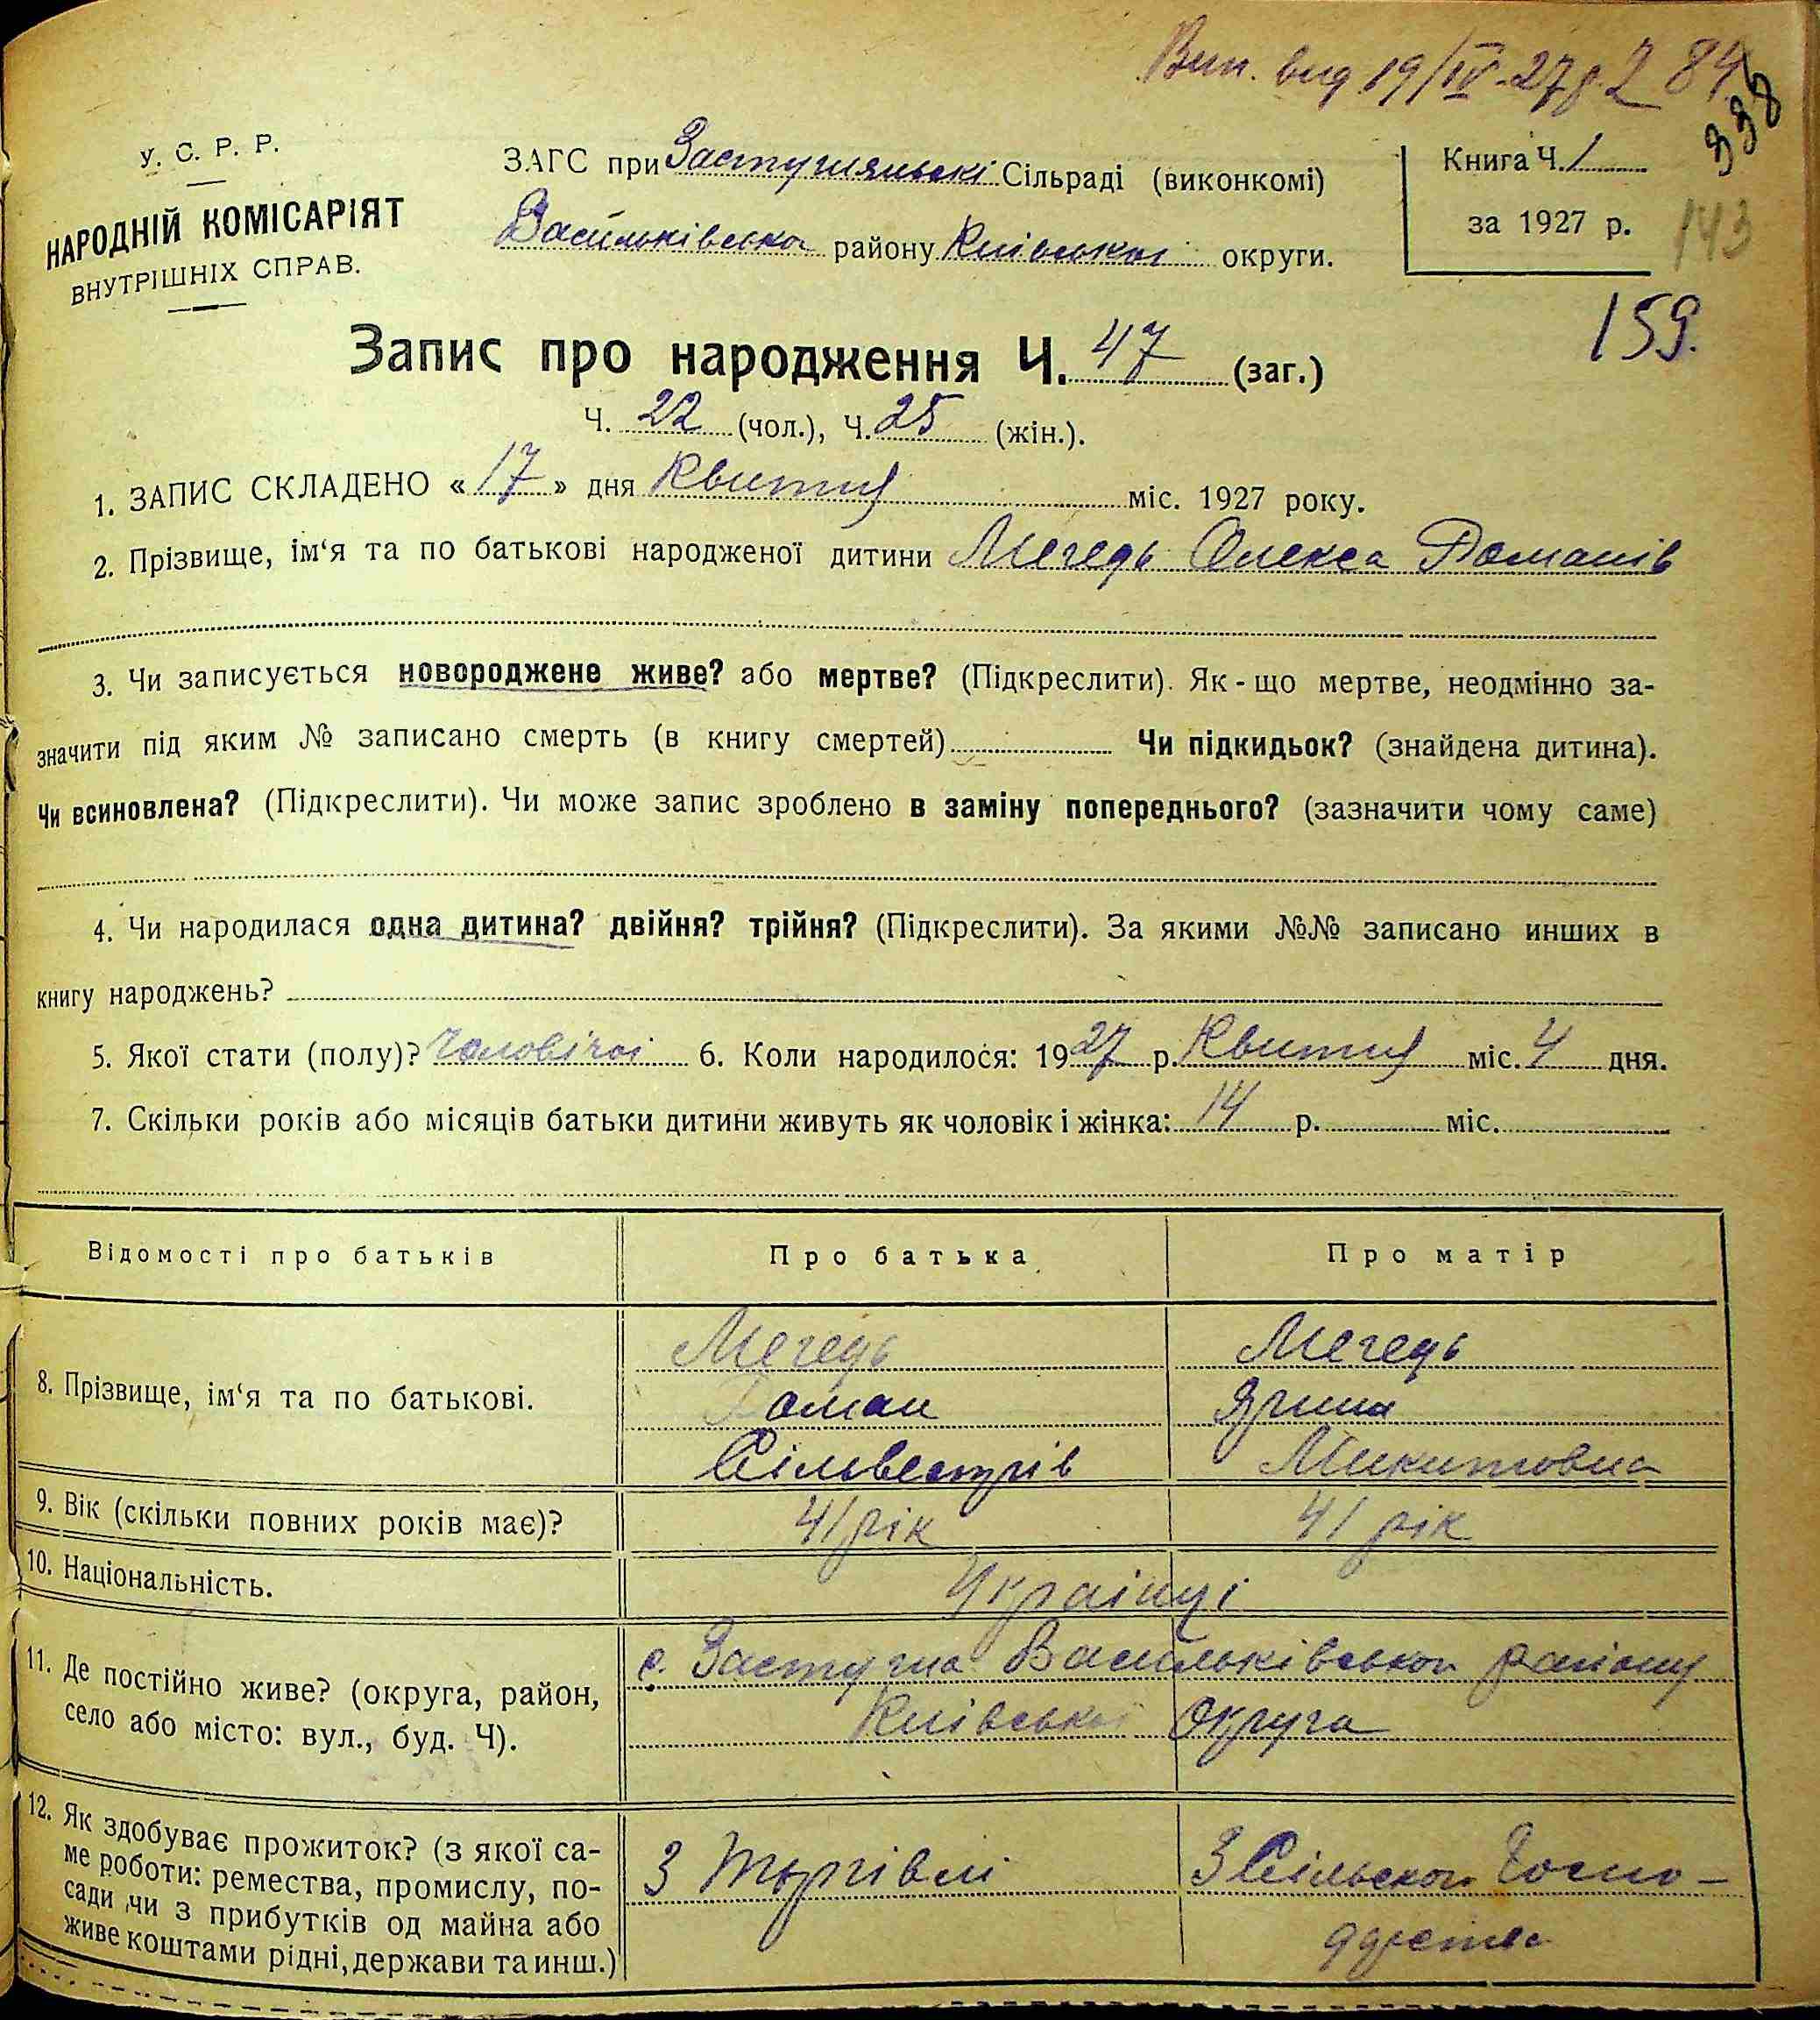 Вип. вид 19/IV-27р. 84
338
У. С. Р. Р.
НАРОДНІЙ КОМІСАРІЯТ
ВНУТРІШНІХ СПРАВ.
ЗАГС при Застугнянські Сільраді (виконкомі)
Васильківського району Київської округи.
Книга Ч. 1
за 1927 р.
143
159.
Запис про народження Ч. 47 (заг.)
Ч. 22 (чол.), Ч. 25 (жін.).
1. ЗАПИС СКЛАДЕНО « 17 » дня Квитня міс. 1927 року.
2. Прізвище, ім‘я та по батькові народженої дитини Мегедь Олекса Романів
3. Чи записується новороджене живе? або мертве? (Підкреслити). Як-що мертве, неодмінно за-
значити під яким № записано смерть (в книгу смертей) Чи підкидьок? (знайдена дитина).
Чи всиновлена? (Підкреслити). Чи може запис зроблено в заміну попереднього? (зазначити чому саме)
4. Чи народилася одна дитина? двійня? трійня? (Підкреслити). За якими №№ записано инших в
книгу народжень?
5. Якої стати (полу)? Чоловічої 6. Коли народилося: 1927 р. Квитня міс. 4 дня.
7. Скільки років або місяців батьки дитини живуть як чоловік і жінка: 14 р. міс.
Відомості про батьків Про батька Про матір
8. Прізвище, ім‘я та по батькові.
Мегедь Мегедь
Роман Ярина
Сільвестрів Микитовна
9. Вік (скільки повних років має)? 41 рік 41 рік
10. Національність. Українці
11. Де постійно живе? (округа, район,
село або місто: вул., буд. Ч).
с. Застугна Васильківського району
Київська округа
12. Як здобуває прожиток? (з якої са-
ме роботи: ремества, промислу, по-
сади чи з прибутків од майна або
живе коштами рідні, держави та инш.)
З торгівлі З Сільского Госпо-
дарства